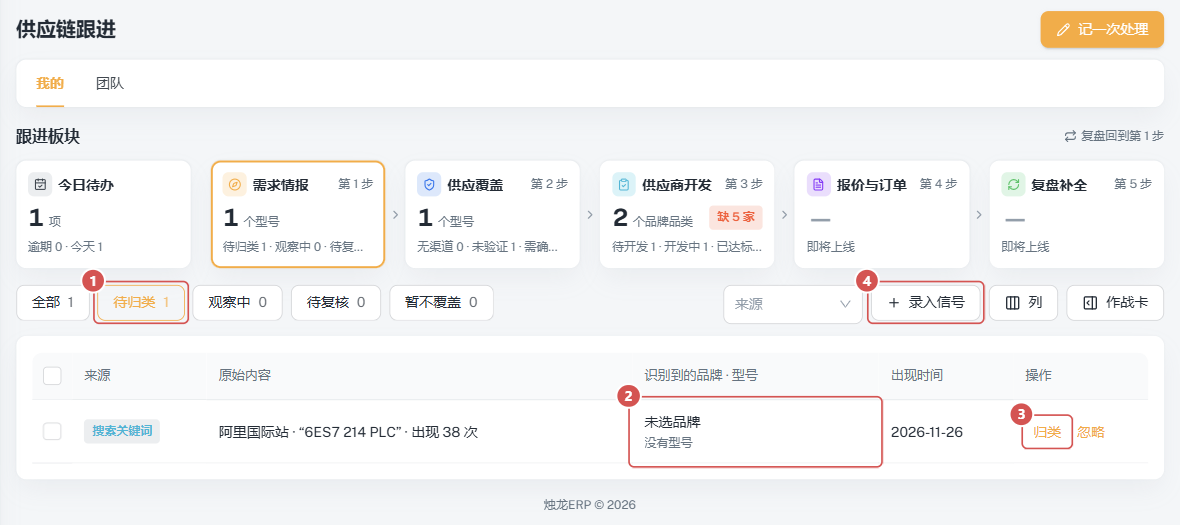 供应链跟进
记一次处理
我的 团队
跟进板块
复盘回到第 1 步
今日待办
1 项
逾期 0 · 今天 1
需求情报 第 1 步
1 个型号
待归类 1 · 观察中 0 · 待复...
供应覆盖 第 2 步
1 个型号
无渠道 0 · 未验证 1 · 需确...
供应商开发 第 3 步
2 个品牌品类 缺 5 家
待开发 1 · 开发中 1 · 已达标...
报价与订单 第 4 步
—
即将上线
复盘补全 第 5 步
—
即将上线
1 4
全部 1 待归类 1 观察中 0 待复核 0 暂不覆盖 0 来源 + 录入信号 列 作战卡
来源 原始内容 识别到的品牌 · 型号 出现时间 操作
2 3
搜索关键词 阿里国际站 · “6ES7 214 PLC” · 出现 38 次 未选品牌 2026-11-26 归类 忽略
没有型号
烛龙ERP © 2026